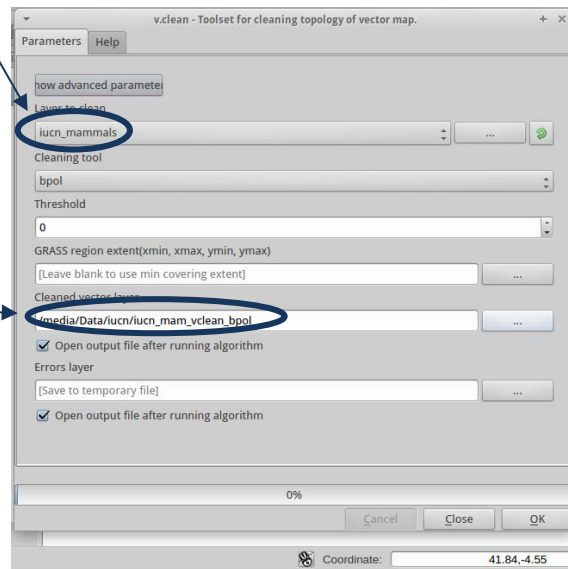 v.clean - Toolset for cleaning topology of vector map.
Parameters Help
how advanced parameter
Layer to clean
iucn_mammals
...
Cleaning tool
bpol
Threshold
0
GRASS region extent(xmin, xmax, ymin, ymax)
[Leave blank to use min covering extent]
...
Cleaned vector layer
/media/Data/iucn/iucn_mam_vclean_bpol
...
Open output file after running algorithm
Errors layer
[Save to temporary file]
...
Open output file after running algorithm
0%
Cancel Close OK
Coordinate: 41.84,-4.55